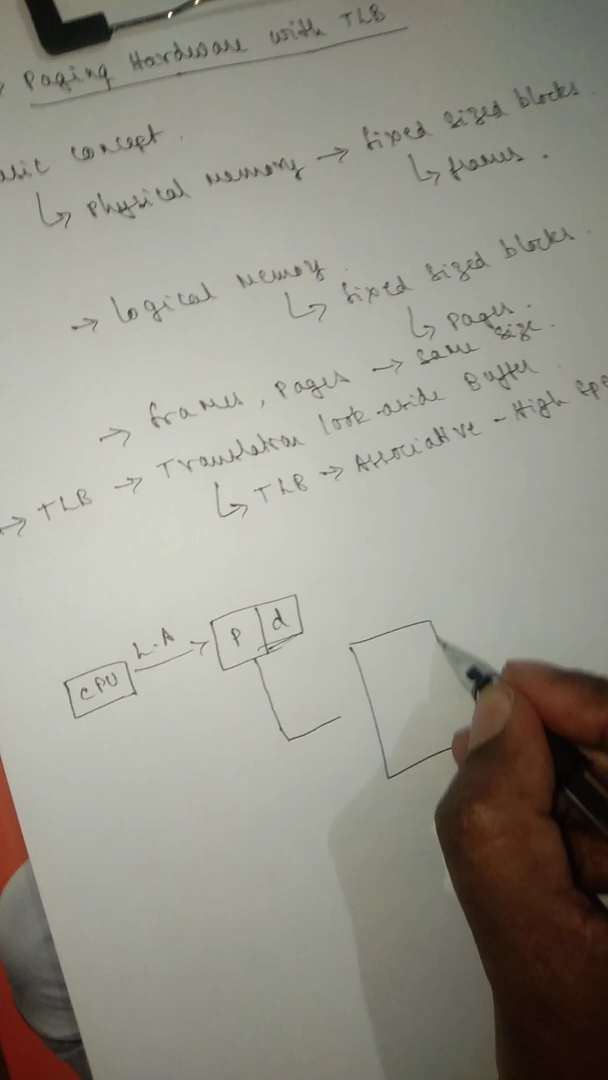 Paging Hardware with TLB
concept.
↳ physical memory → fixed sized blocks.
↳ frames.
→ Logical Memory.
↳ fixed sized blocks.
↳ pages.
→ frames, pages → same size.
→ TLB → Translation look-aside Buffer.
↳ TLB → Associative - High spe
CPU L.A → P d